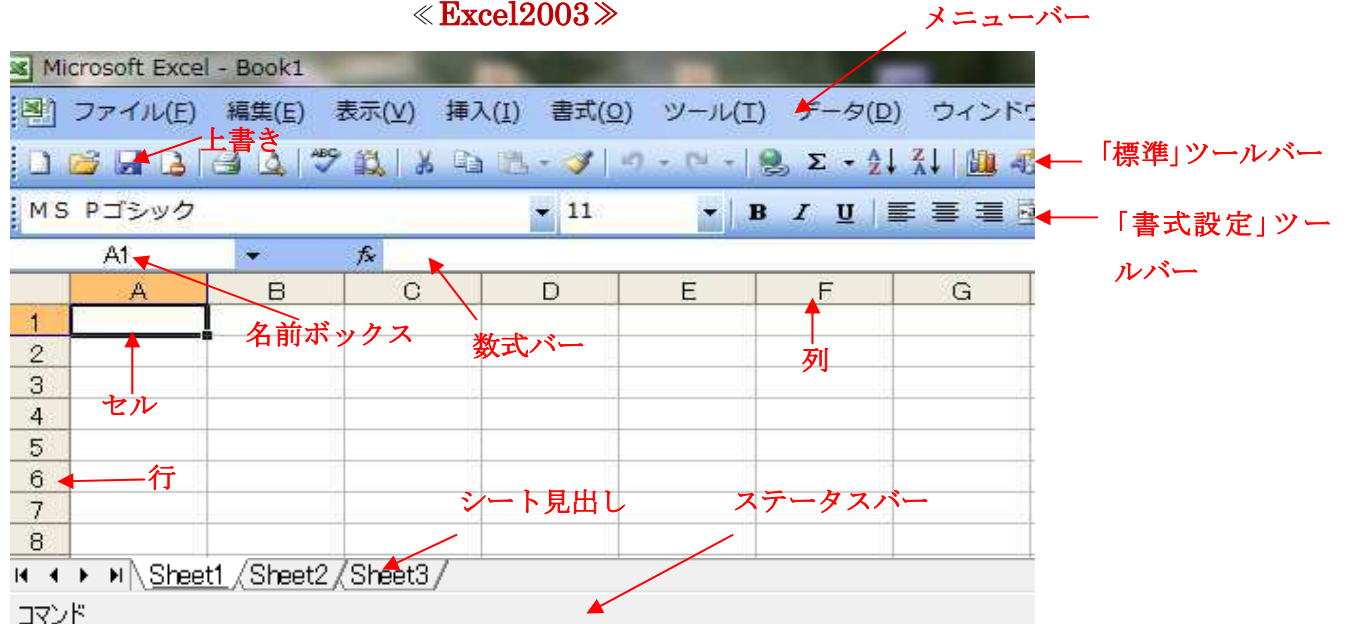 ≪Excel2003≫
メニューバー
Microsoft Excel - Book1
ファイル(F) 編集(E) 表示(V) 挿入(I) 書式(O) ツール(T) データ(D) ウィンドウ
上書き
ABC
Σ
「標準」ツールバー
MS Pゴシック 11 B I U
「書式設定」ツー
ルバー
A1 fx
A B C D E F G
1
名前ボックス
数式バー
2
列
3
セル
4
5
6
行
7
シート見出し
ステータスバー
8
Sheet1 Sheet2 Sheet3
コマンド